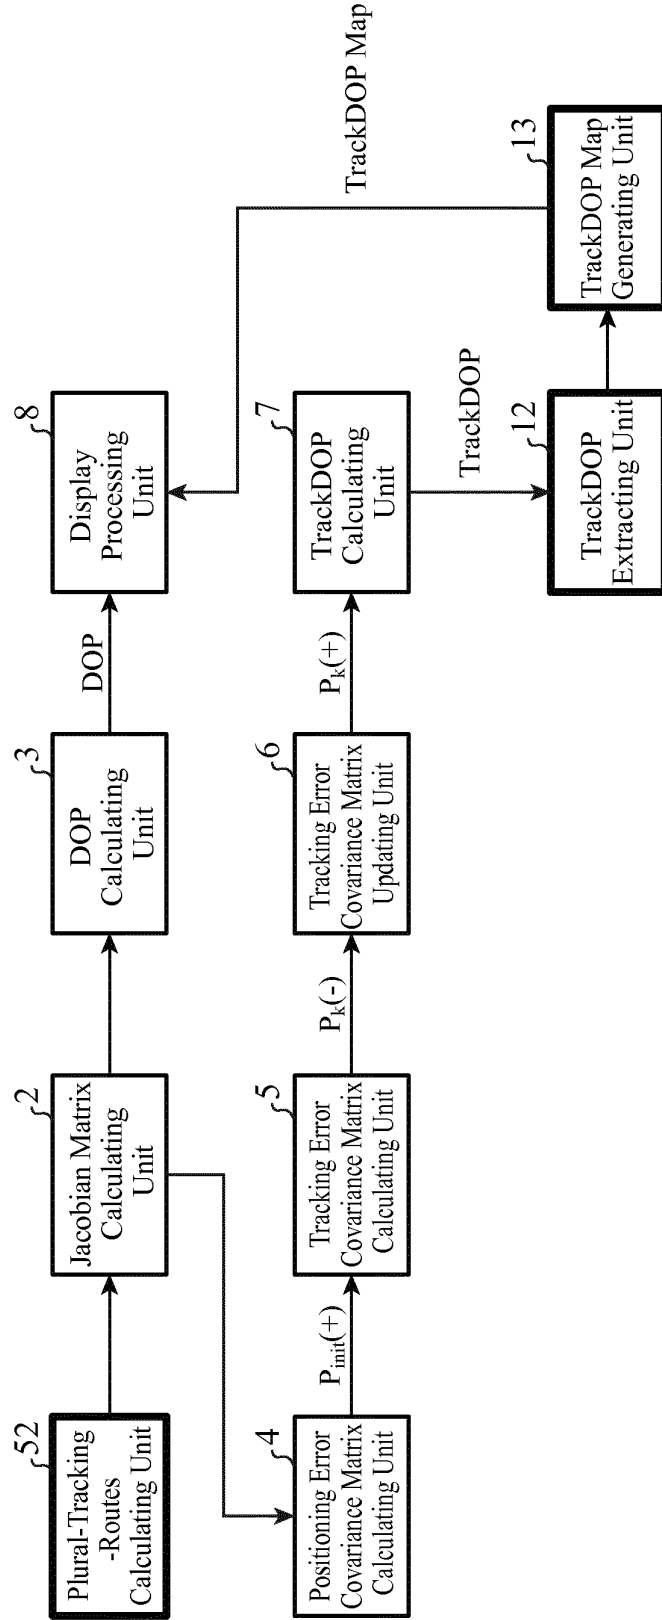 52
Plural-Tracking
-Routes
Calculating Unit
2
Jacobian Matrix
Calculating
Unit
3
DOP
Calculating
Unit
DOP
8
Display
Processing
Unit
4
Positioning Error
Covariance Matrix
Calculating Unit
Pinit(+)
5
Tracking Error
Covariance Matrix
Calculating Unit
Pk(-)
6
Tracking Error
Covariance Matrix
Updating Unit
Pk(+)
7
TrackDOP
Calculating
Unit
TrackDOP
12
TrackDOP
Extracting Unit
13
TrackDOP Map
Generating Unit
TrackDOP Map